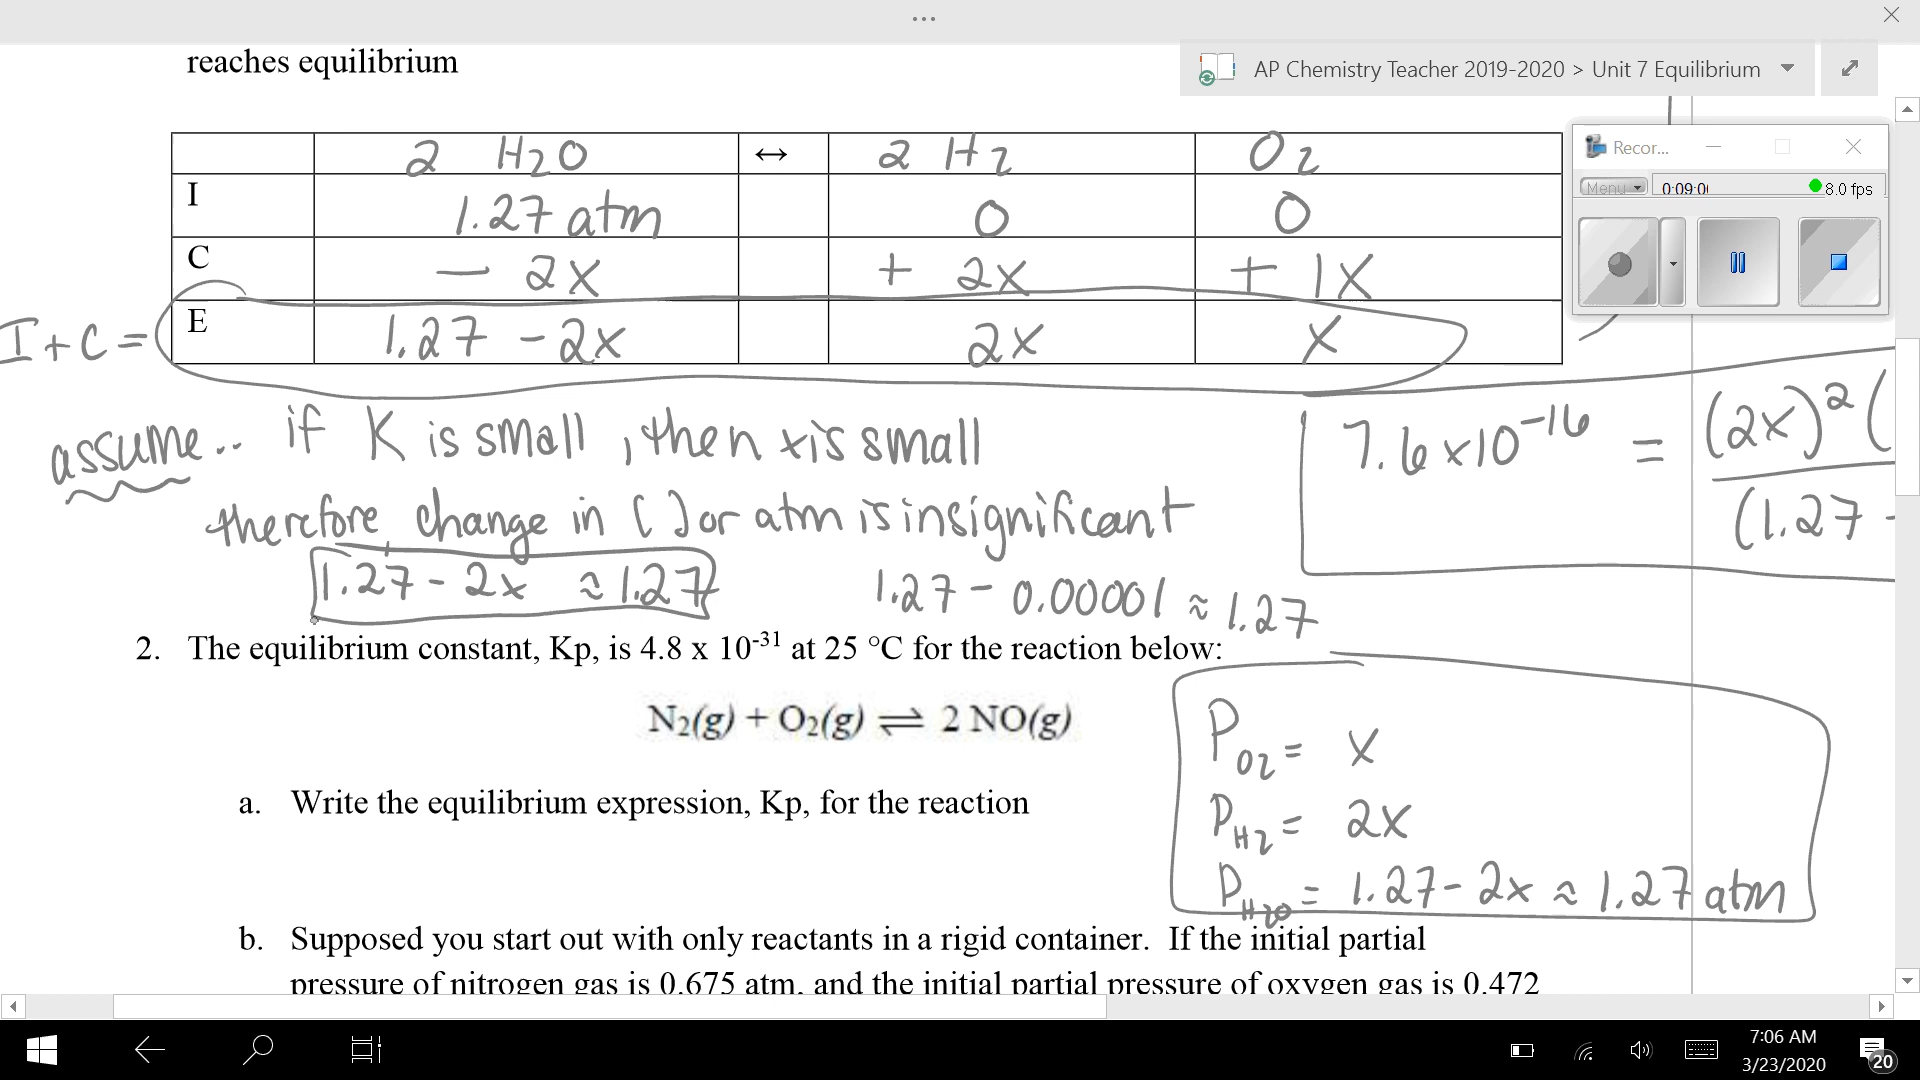 ...
reaches equilibrium
AP Chemistry Teacher 2019-2020 > Unit 7 Equilibrium
Recor...
Menu
0:09:0
8.0 fps
2 H2O ↔ 2 H2 O2
I 1.27 atm 0 0
C - 2x + 2x + 1x
I + C = E 1.27 - 2x 2x x
assume.. if K is small, then x is small
therefore change in [ ] or atm is insignificant
1.27 - 2x ≈ 1.27
1.27 - 0.00001 ≈ 1.27
7.6 x 10^-16 = (2x)^2 (
(1.27 -
2. The equilibrium constant, Kp, is 4.8 x 10^-31 at 25 °C for the reaction below:
N2(g) + O2(g) ⇌ 2 NO(g)
PO2 = x
PH2 = 2x
PH2O = 1.27 - 2x ≈ 1.27 atm
a. Write the equilibrium expression, Kp, for the reaction
b. Supposed you start out with only reactants in a rigid container. If the initial partial
pressure of nitrogen gas is 0.675 atm, and the initial partial pressure of oxygen gas is 0.472
7:06 AM
3/23/2020
20